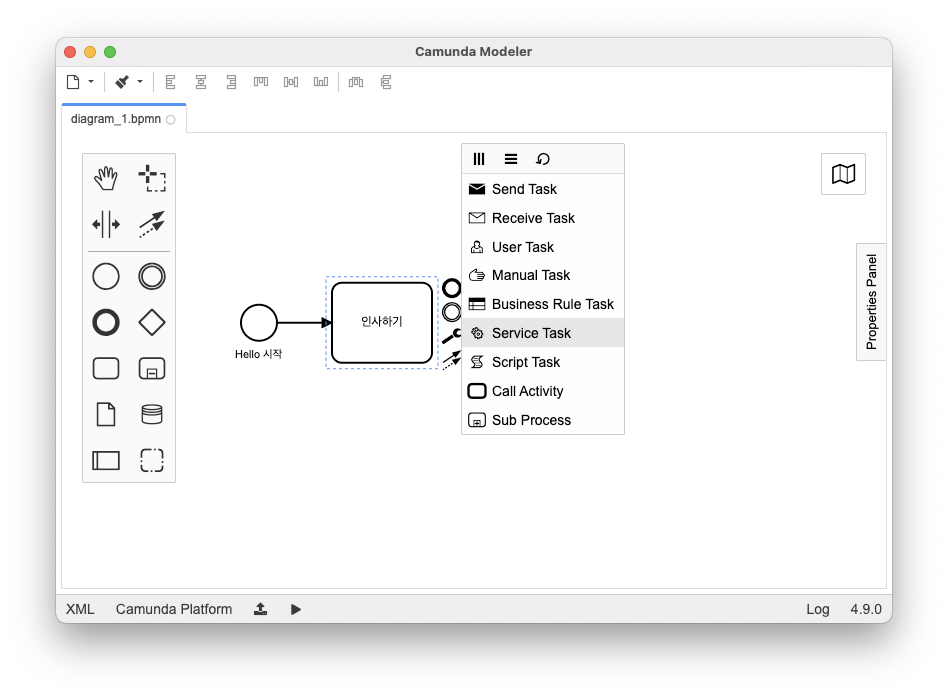 Camunda Modeler
diagram_1.bpmn
Send Task
Receive Task
User Task
Manual Task
Business Rule Task
Service Task
Script Task
Call Activity
Sub Process
인사하기
Hello 시작
Properties Panel
XML
Camunda Platform
Log
4.9.0